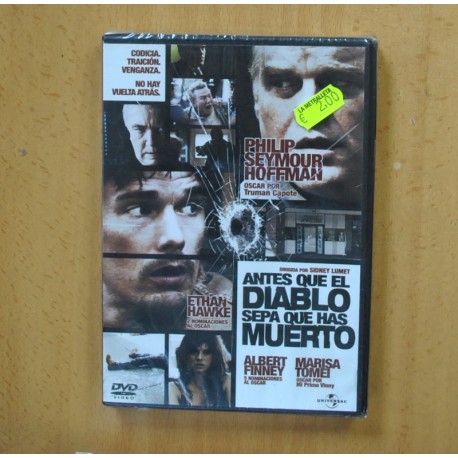 CODICIA.
TRAICIÓN.
VENGANZA.
NO HAY
VUELTA ATRÁS.
LA METRALLETA
€ 2,00
PHILIP
SEYMOUR
HOFFMAN
OSCAR POR
Truman Capote
ETHAN
HAWKE
2 NOMINACIONES
AL OSCAR
DIRIGIDA POR SIDNEY LUMET
ANTES QUE EL
DIABLO
SEPA QUE HAS
MUERTO
ALBERT
FINNEY
5 NOMINACIONES
AL OSCAR
MARISA
TOMEI
OSCAR POR
Mi Primo Vinny
DVD
VIDEO
UNIVERSAL